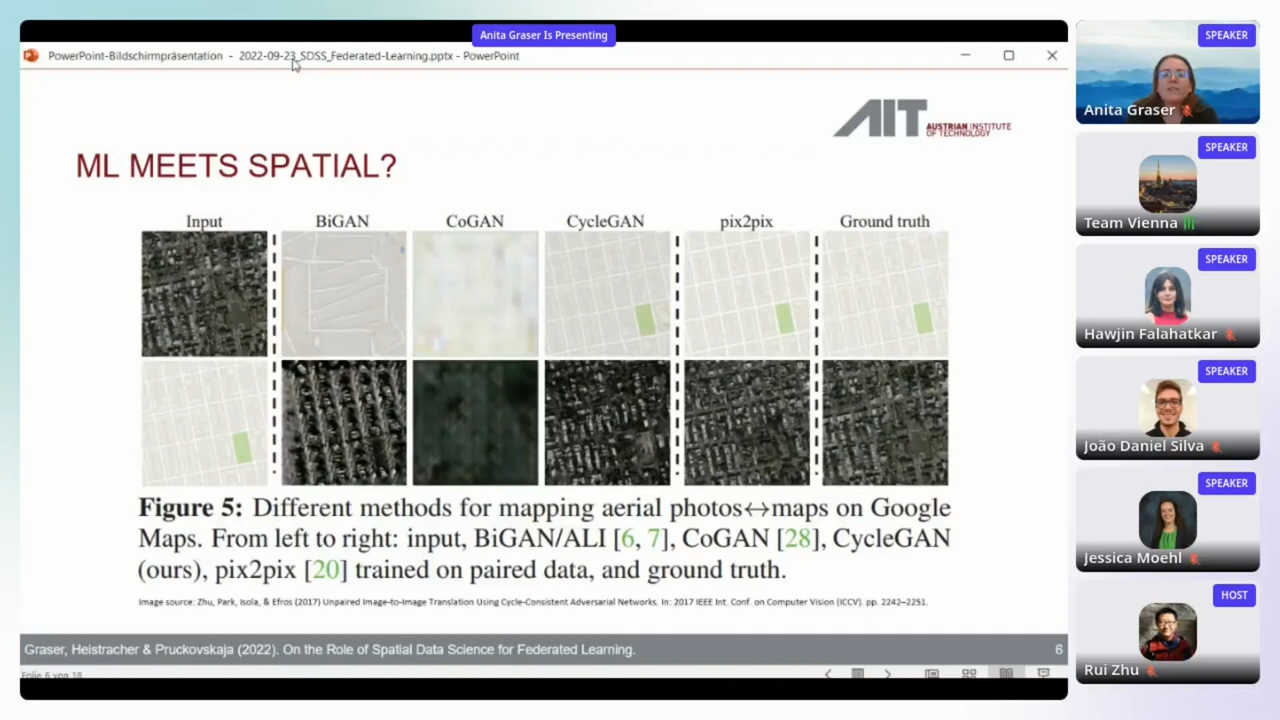 Anita Graser Is Presenting
PowerPoint-Bildschirmpräsentation - 2022-09-23_SDSS_Federated-Learning.pptx - PowerPoint
AIT AUSTRIAN INSTITUTE
OF TECHNOLOGY
ML MEETS SPATIAL?
Input BiGAN CoGAN CycleGAN pix2pix Ground truth
Figure 5: Different methods for mapping aerial photos↔maps on Google
Maps. From left to right: input, BiGAN/ALI [6, 7], CoGAN [28], CycleGAN
(ours), pix2pix [20] trained on paired data, and ground truth.
Image source: Zhu, Park, Isola, & Efros (2017) Unpaired Image-to-Image Translation Using Cycle-Consistent Adversarial Networks. In: 2017 IEEE Int. Conf. on Computer Vision (ICCV). pp. 2242–2251.
Graser, Heistracher & Pruckovskaja (2022). On the Role of Spatial Data Science for Federated Learning. 6
Folie 6 von 18
SPEAKER
Anita Graser
SPEAKER
Team Vienna
SPEAKER
Hawjin Falahatkar
SPEAKER
João Daniel Silva
SPEAKER
Jessica Moehl
HOST
Rui Zhu